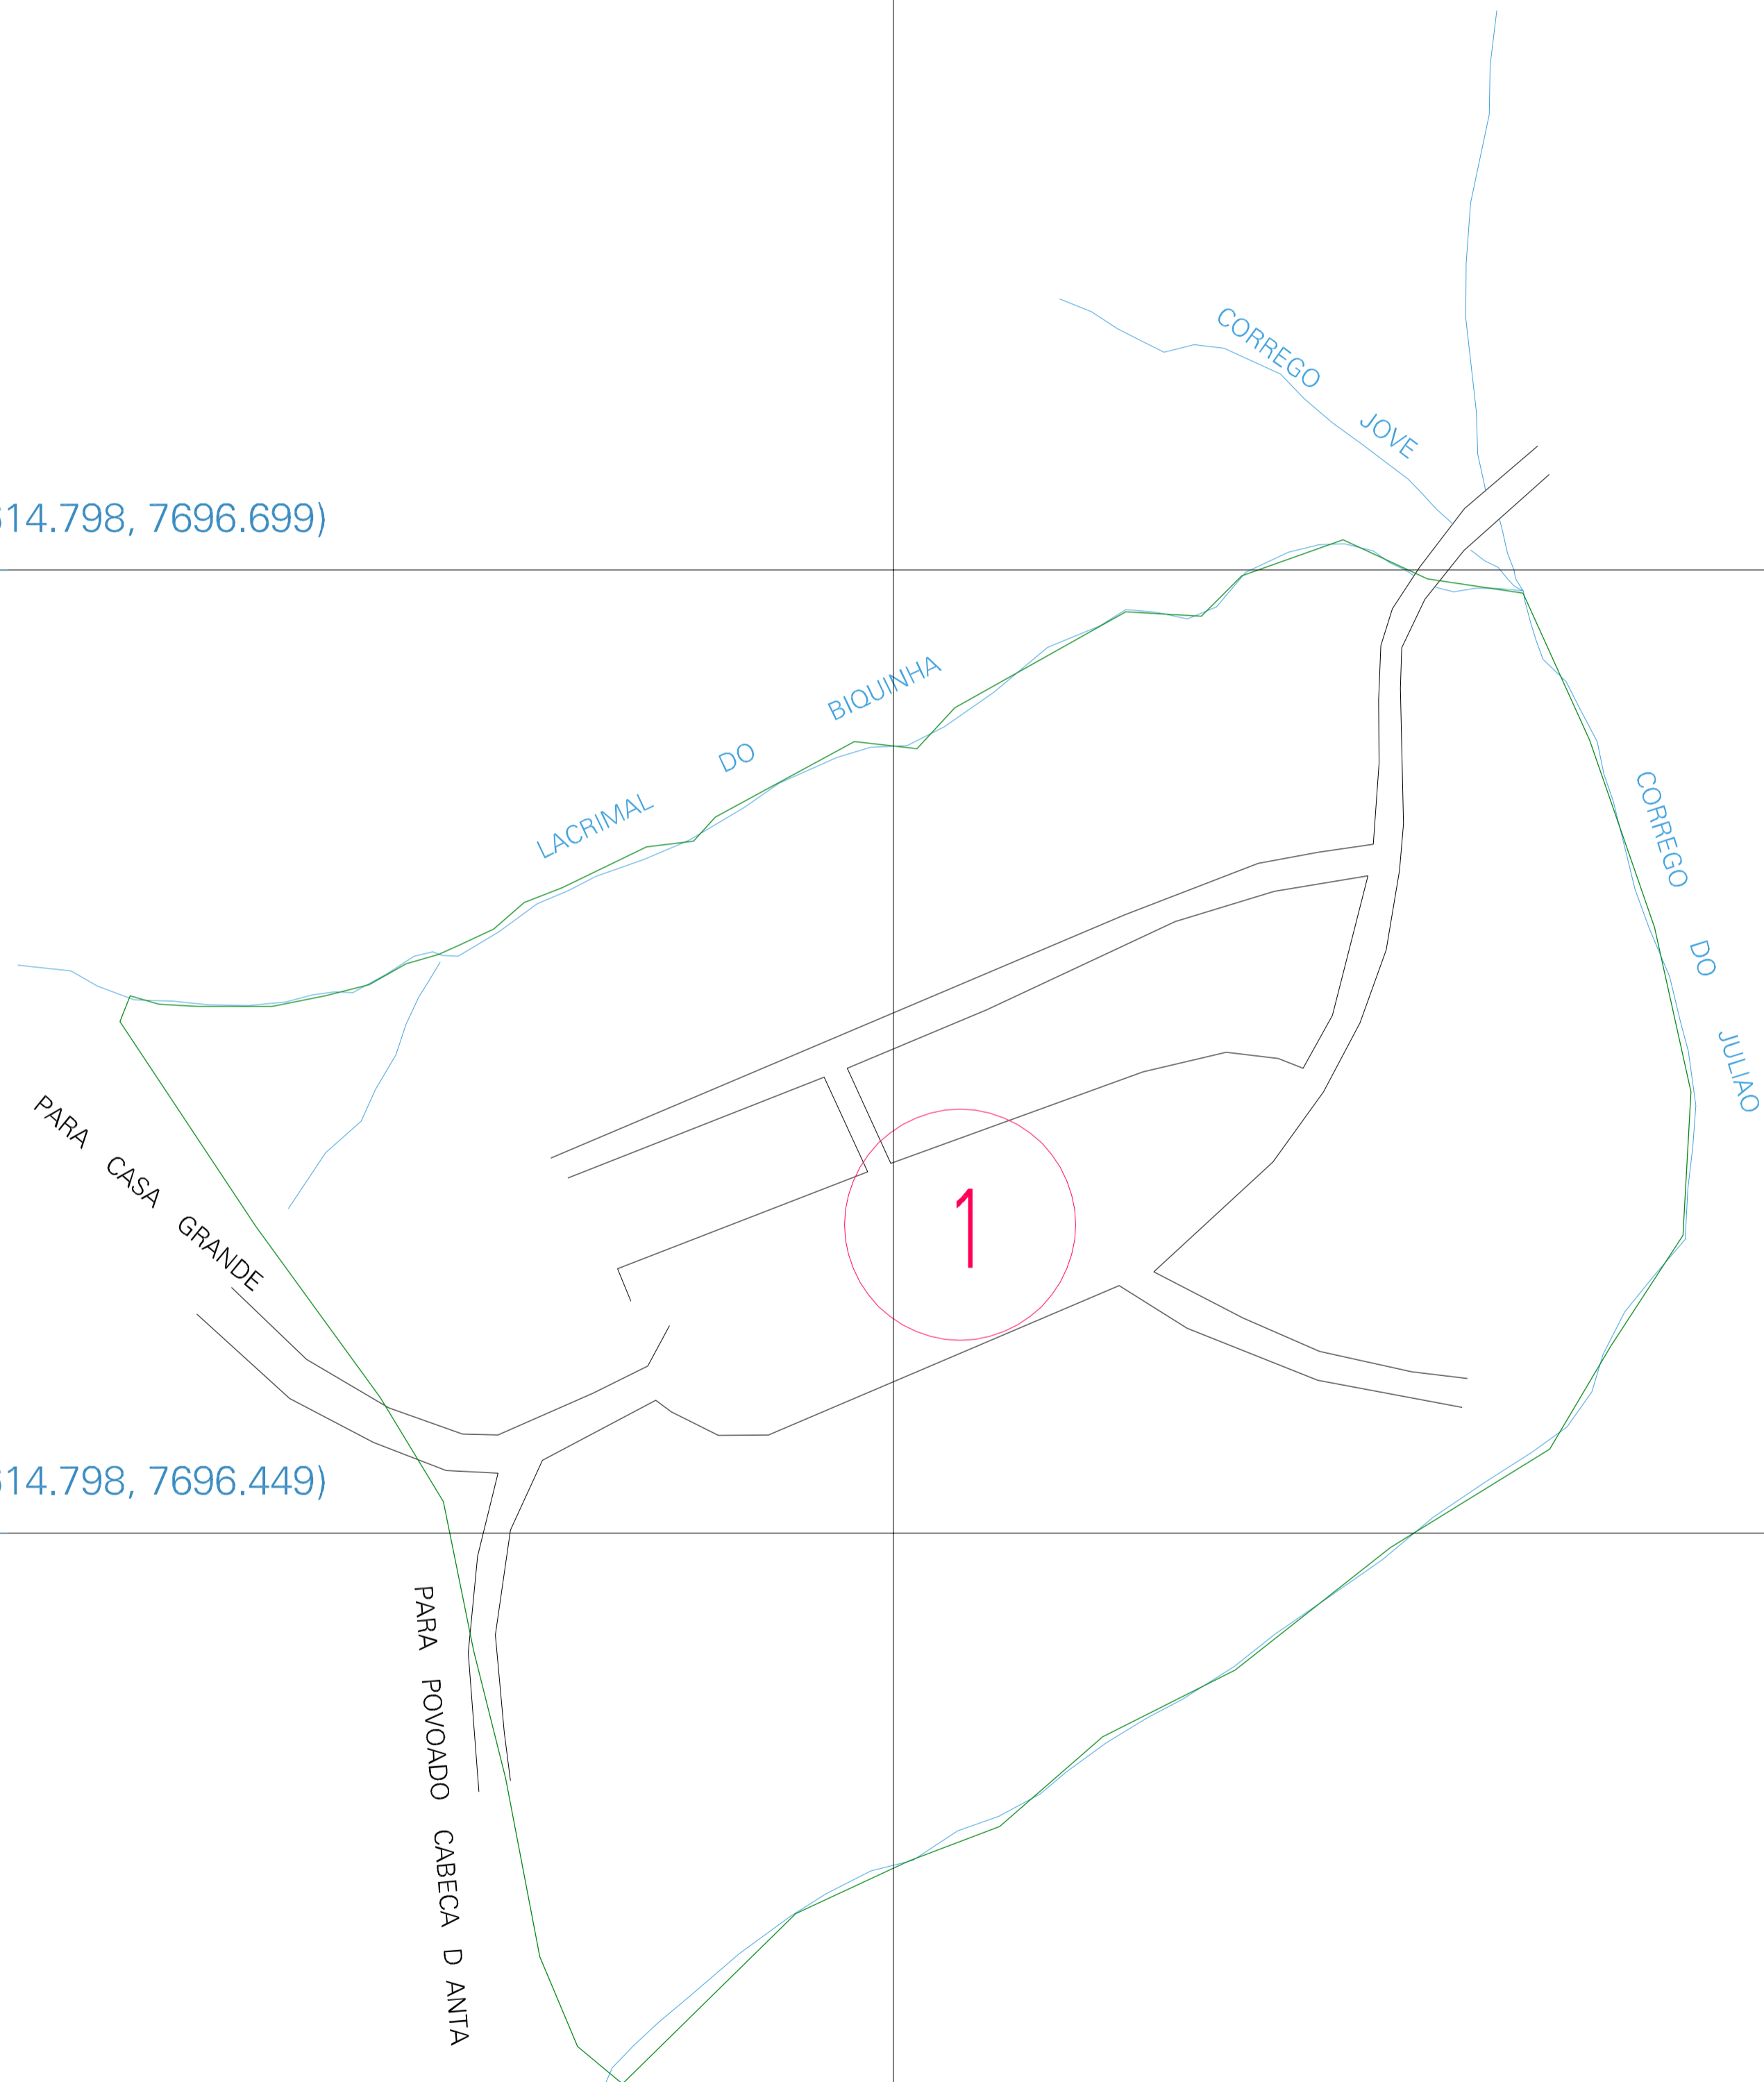 CORREGO JOVE
14.798, 7696.699)
LACRIMAL DO BIQUINHA
CORREGO DO JULIAO
PARA CASA GRANDE
1
14.798, 7696.449)
PARA POVOADO CABECA D ANTA